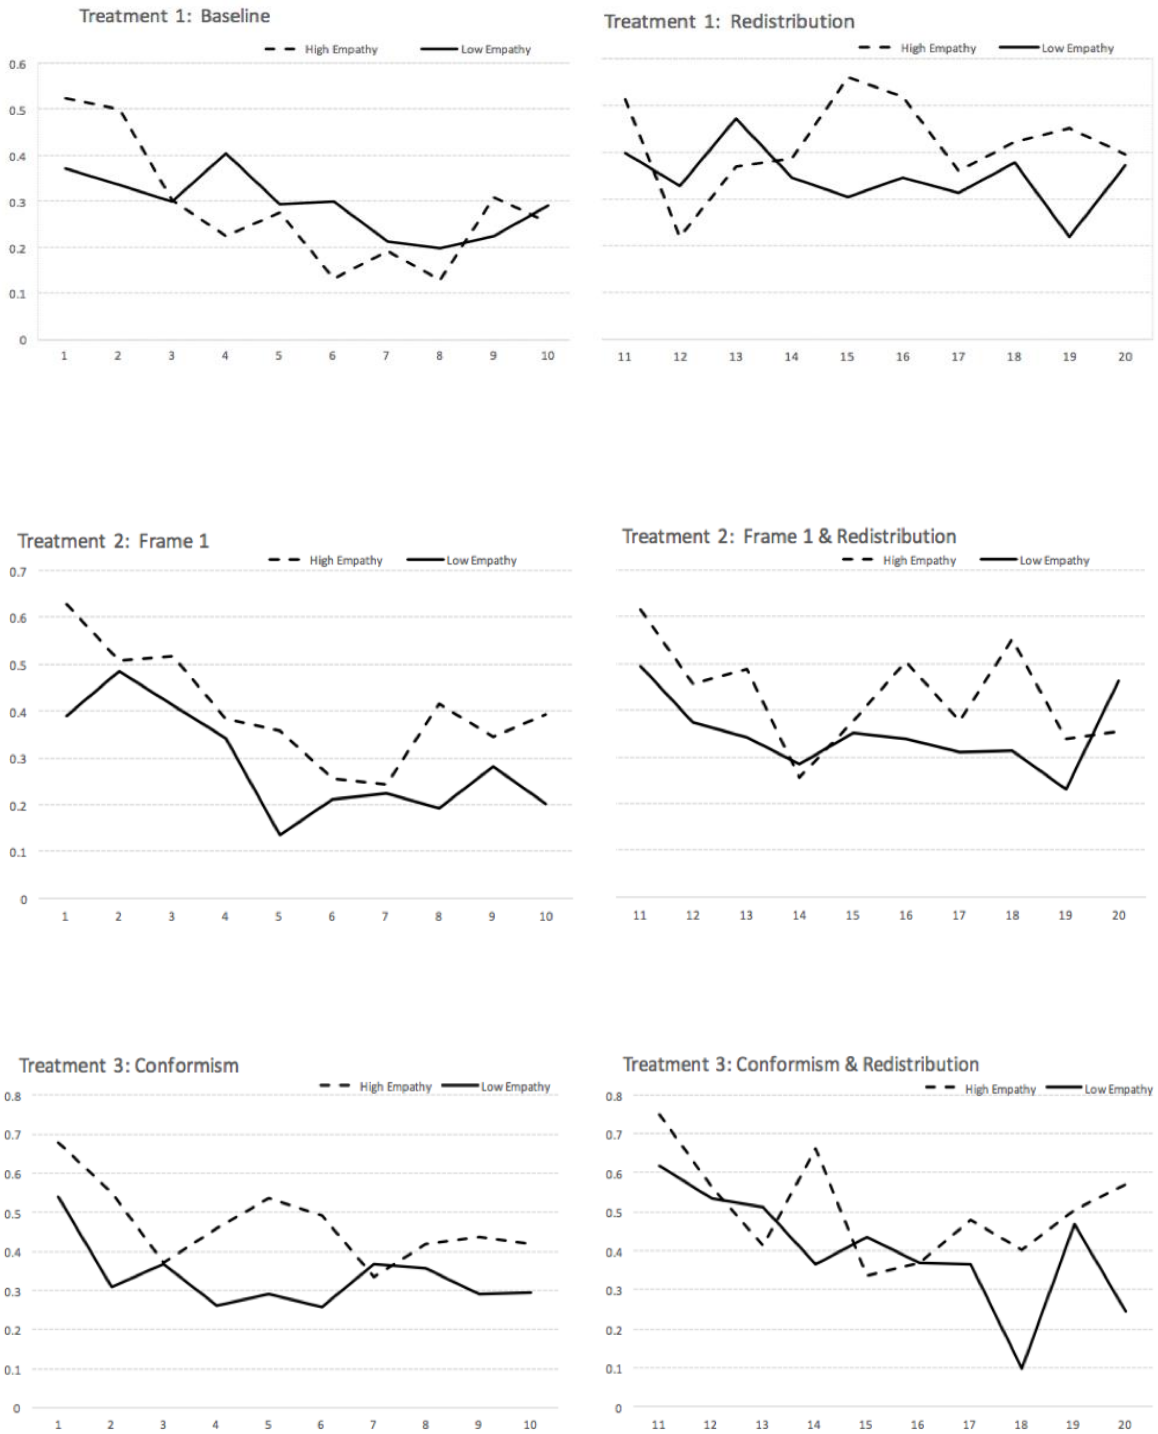 Treatment 1: Baseline
High Empathy Low Empathy
0.6
0.5
0.4
0.3
0.2
0.1
0
1 2 3 4 5 6 7 8 9 10
Treatment 1: Redistribution
High Empathy Low Empathy
11 12 13 14 15 16 17 18 19 20
Treatment 2: Frame 1
High Empathy Low Empathy
0.7
0.6
0.5
0.4
0.3
0.2
0.1
0
1 2 3 4 5 6 7 8 9 10
Treatment 2: Frame 1 & Redistribution
High Empathy Low Empathy
11 12 13 14 15 16 17 18 19 20
Treatment 3: Conformism
High Empathy Low Empathy
0.8
0.7
0.6
0.5
0.4
0.3
0.2
0.1
0
1 2 3 4 5 6 7 8 9 10
Treatment 3: Conformism & Redistribution
High Empathy Low Empathy
0.8
0.7
0.6
0.5
0.4
0.3
0.2
0.1
0
11 12 13 14 15 16 17 18 19 20